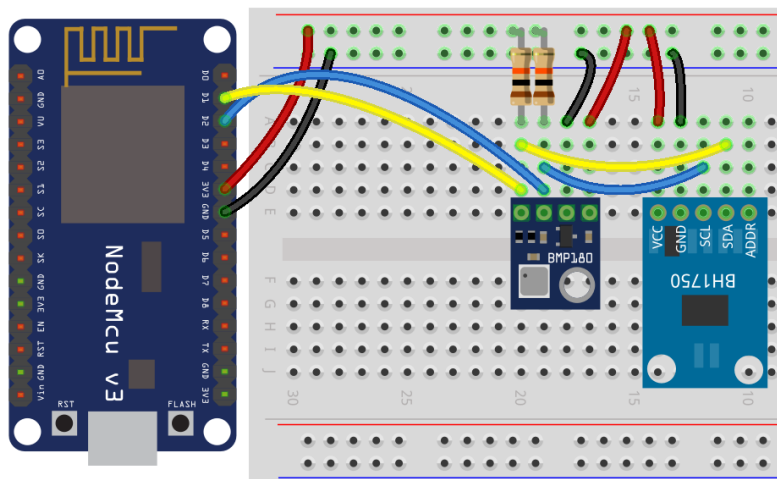 A0
GND
VU
S3
S2
S1
SC
SO
SK
GND
3V3
EN
RST
GND
Vin
D0
D1
D2
D3
D4
3V3
GND
D5
D6
D7
D8
RX
TX
GND
3V3
NodeMcu v3
RST
FLASH
A
E
F
G
H
I
J
30
25
20
15
10
15
10
BMP180
VCC
GND
SCL
SDA
ADDR
BH1750